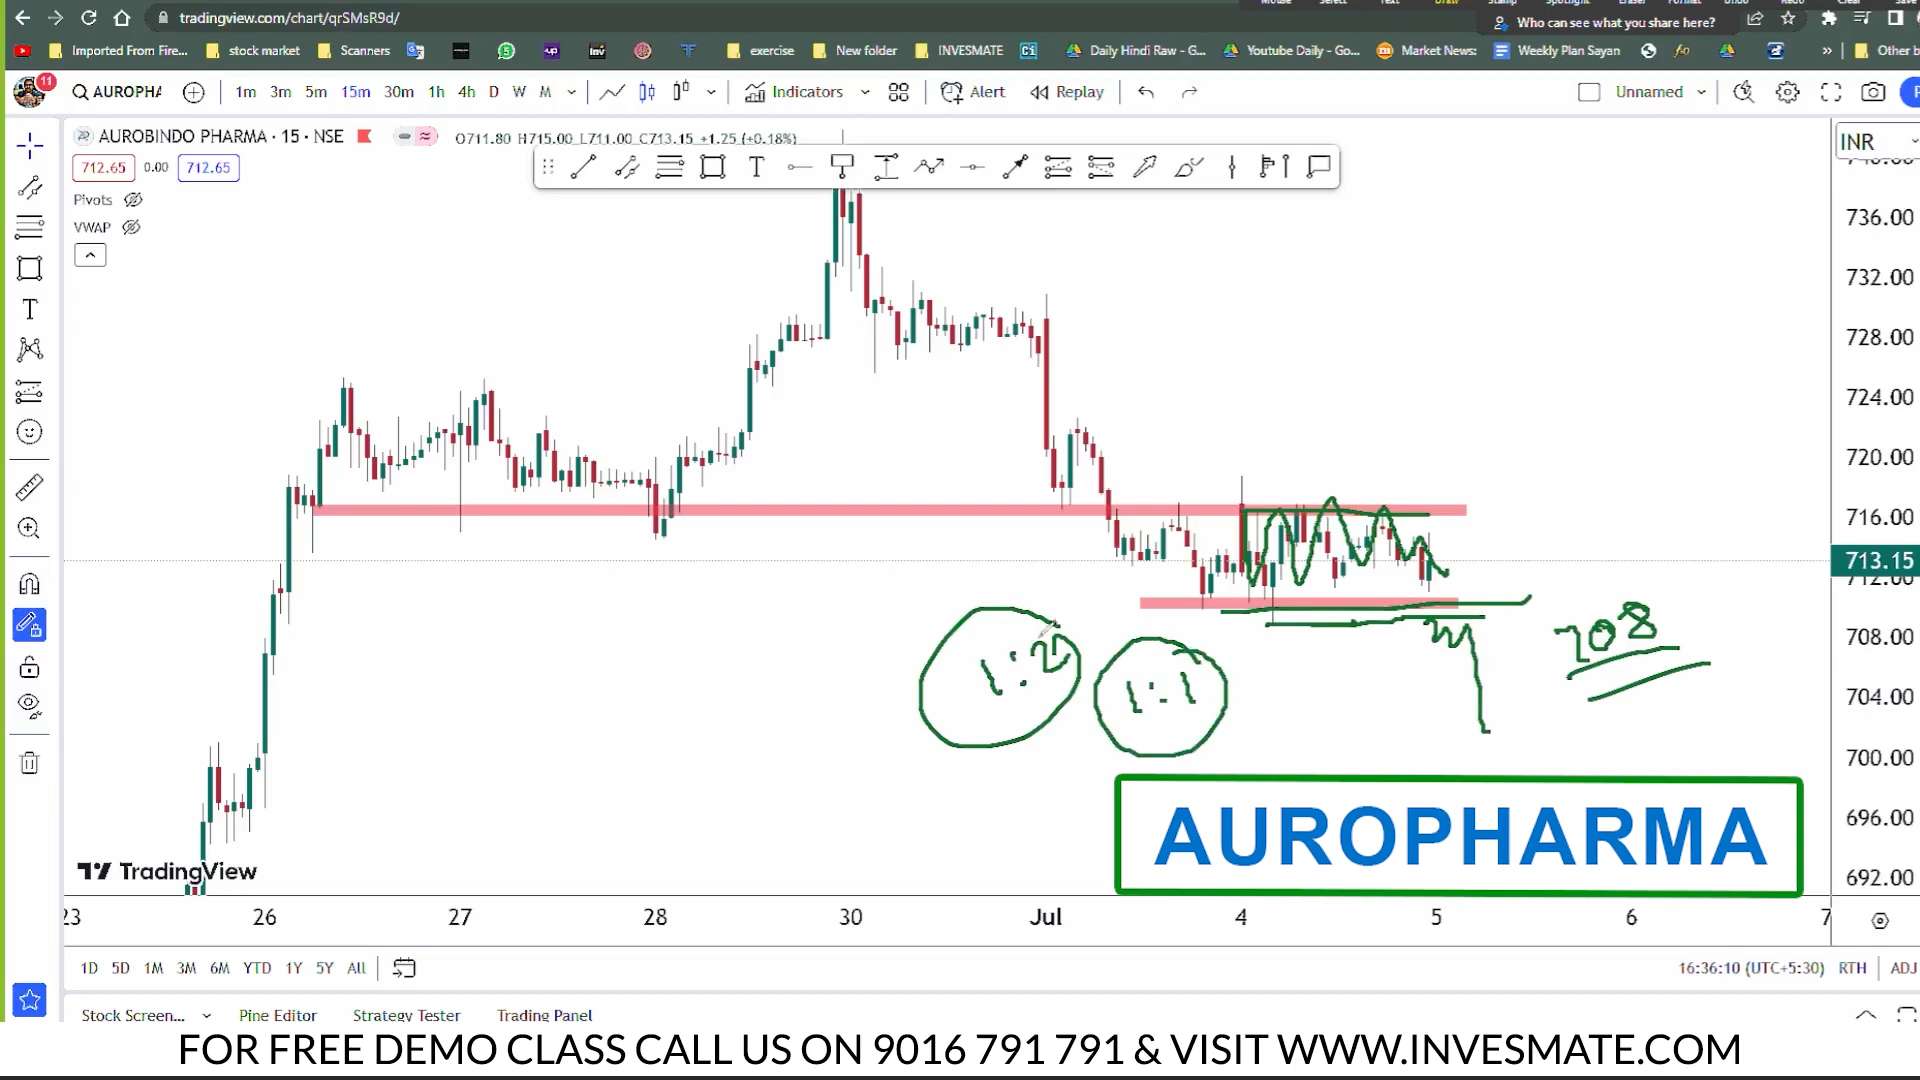 tradingview.com/chart/qrSMsR9d/
Who can see what you share here?
Imported From Fire... stock market Scanners exercise New folder INVESMATE Daily Hindi Raw - G... Youtube Daily - Go... Market News: Weekly Plan Sayan » Other b
11 AUROPHA 1m 3m 5m 15m 30m 1h 4h D W M Indicators Alert Replay Unnamed
AUROBINDO PHARMA · 15 · NSE O711.80 H715.00 L711.00 C713.15 +1.25 (+0.18%) INR
712.65 0.00 712.65
Pivots
VWAP
736.00
732.00
728.00
724.00
720.00
716.00
713.15
712.00
708.00
704.00
700.00
696.00
692.00
708
1:2 1:1
AUROPHARMA
TradingView
23 26 27 28 30 Jul 4 5 6 7
1D 5D 1M 3M 6M YTD 1Y 5Y All 16:36:10 (UTC+5:30) RTH ADJ
Stock Screen... Pine Editor Strategy Tester Trading Panel
FOR FREE DEMO CLASS CALL US ON 9016 791 791 & VISIT WWW.INVESMATE.COM